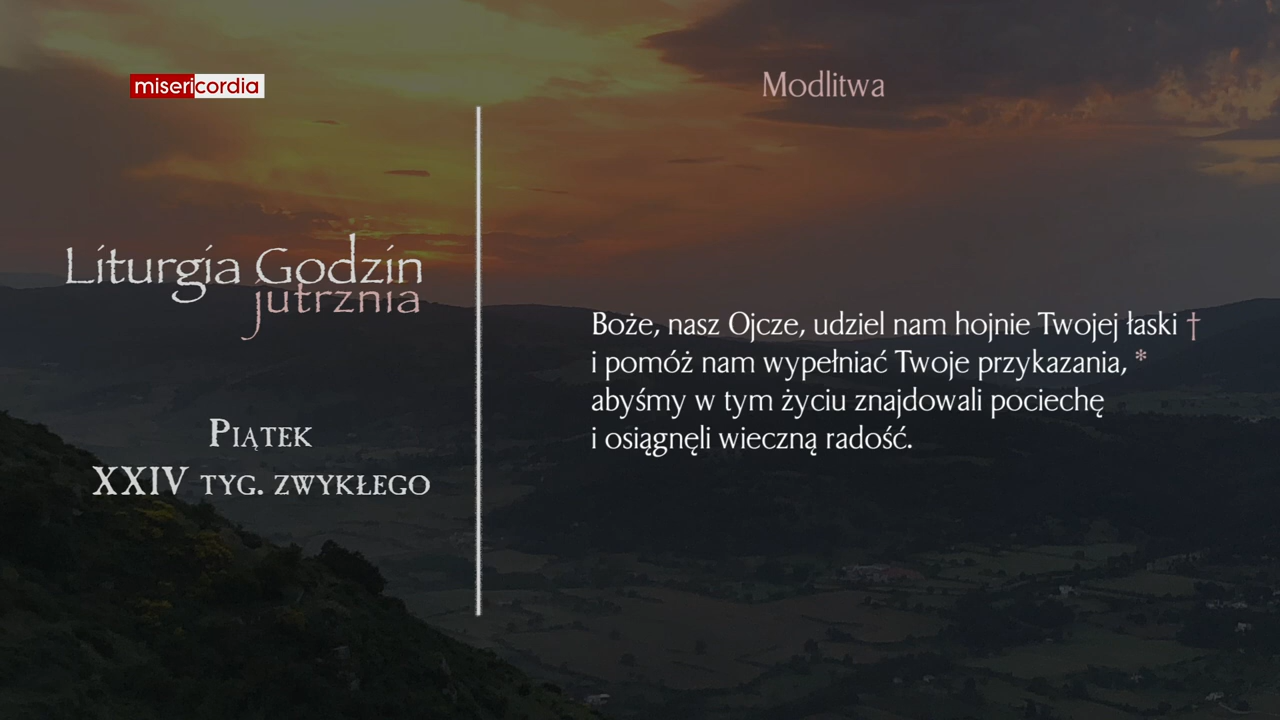 misericordia
Modlitwa
Liturgia Godzin
jutrznia
Piątek
XXIV tyg. zwykłego
Boże, nasz Ojcze, udziel nam hojnie Twojej łaski †
i pomóż nam wypełniać Twoje przykazania, *
abyśmy w tym życiu znajdowali pociechę
i osiągnęli wieczną radość.